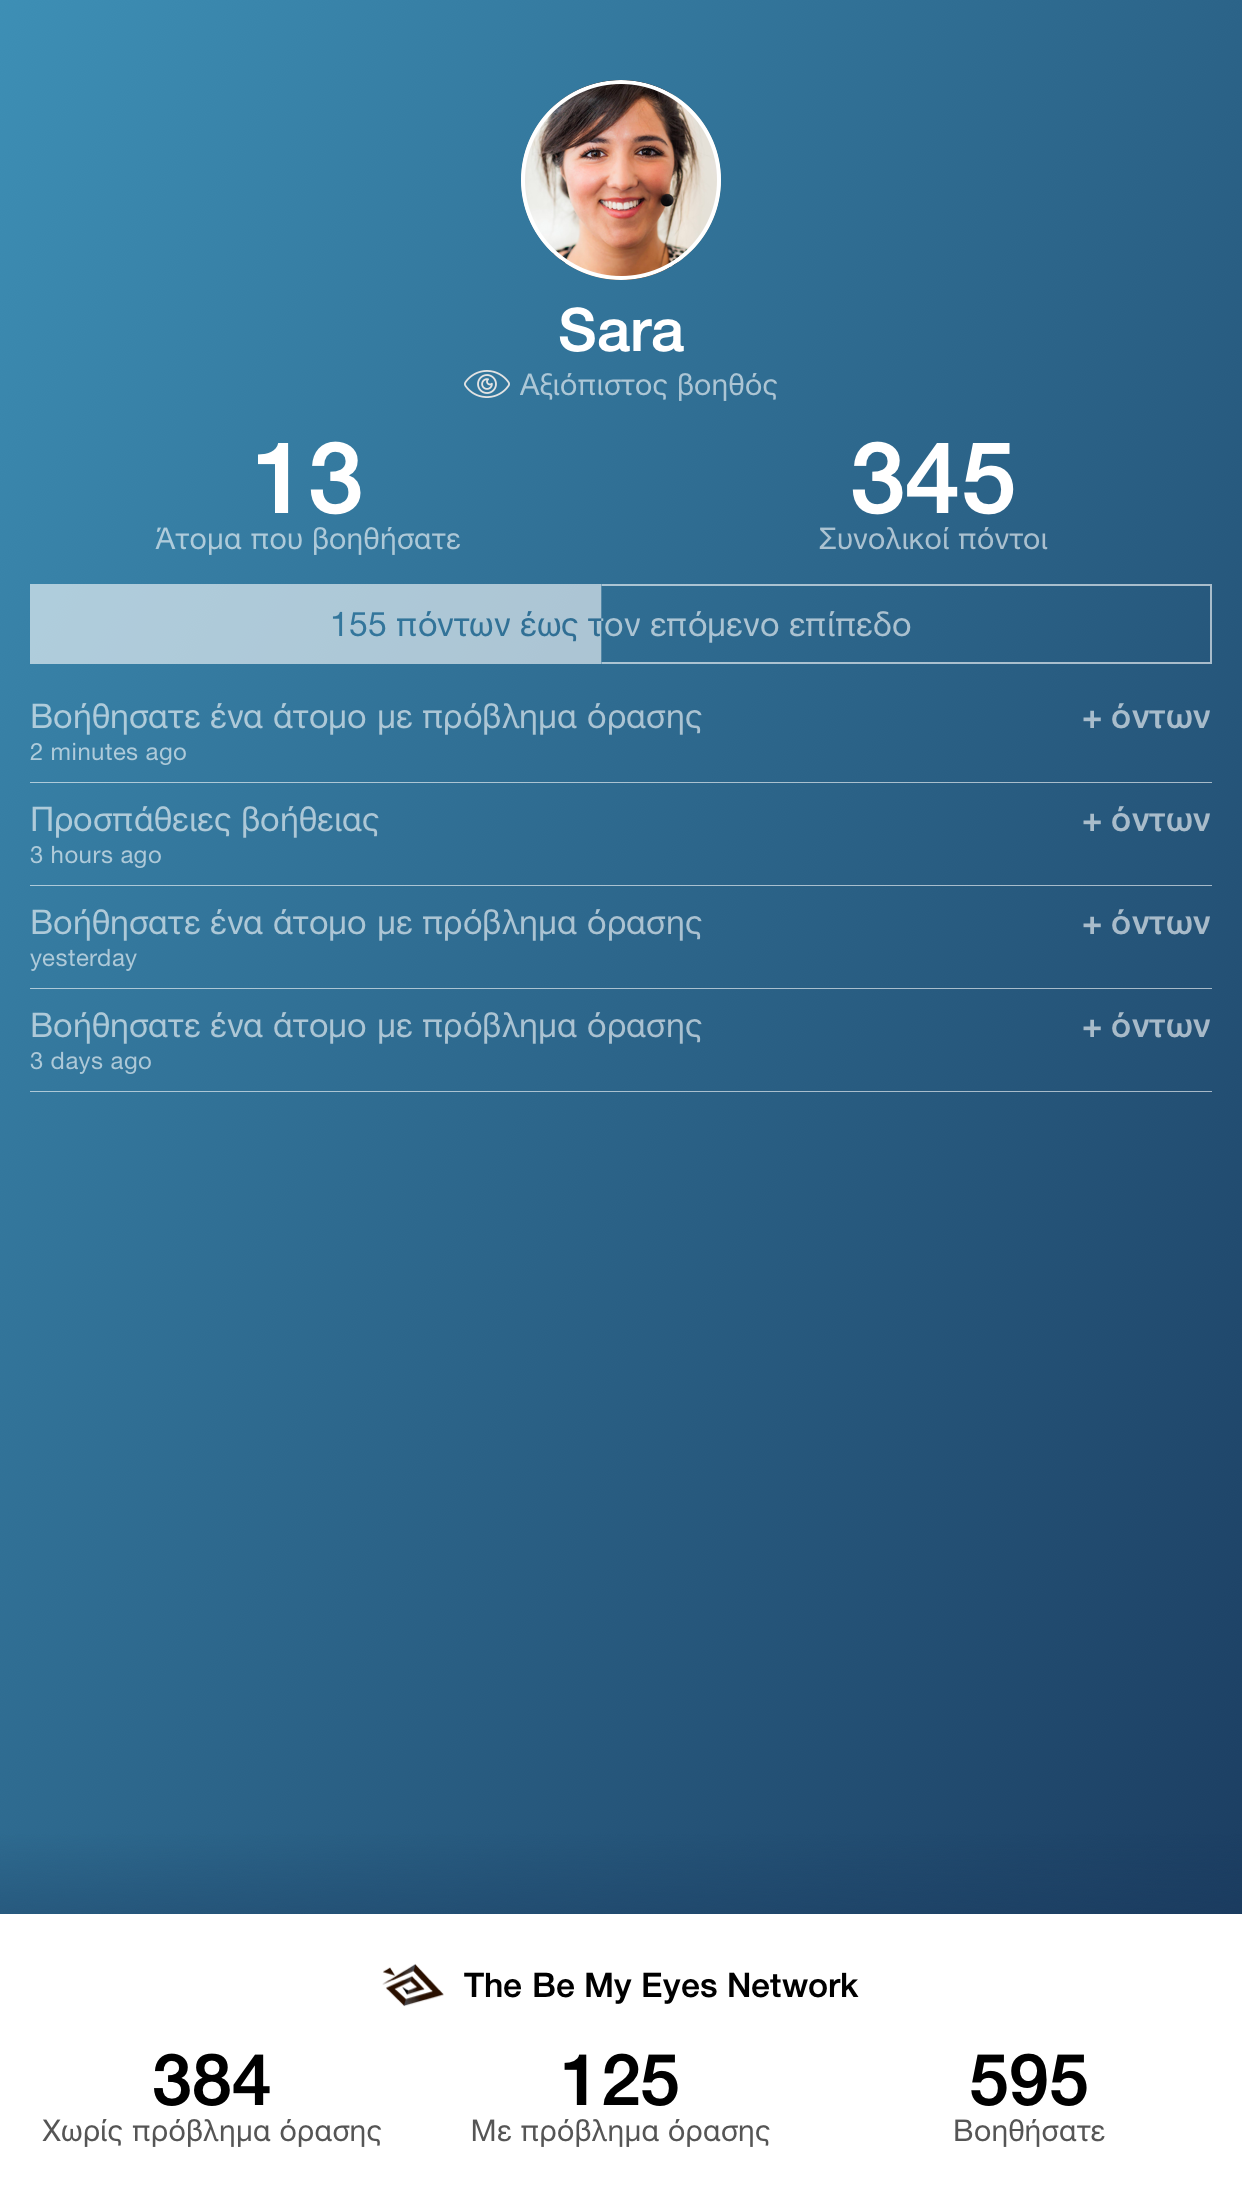 Sara
Αξιόπιστος βοηθός
13
Άτομα που βοηθήσατε
345
Συνολικοί πόντοι
155 πόντων έως τον επόμενο επίπεδο
Βοήθησατε ένα άτομο με πρόβλημα όρασης + όντων
2 minutes ago
Προσπάθειες βοήθειας + όντων
3 hours ago
Βοήθησατε ένα άτομο με πρόβλημα όρασης + όντων
yesterday
Βοήθησατε ένα άτομο με πρόβλημα όρασης + όντων
3 days ago
The Be My Eyes Network
384
Χωρίς πρόβλημα όρασης
125
Με πρόβλημα όρασης
595
Βοηθήσατε